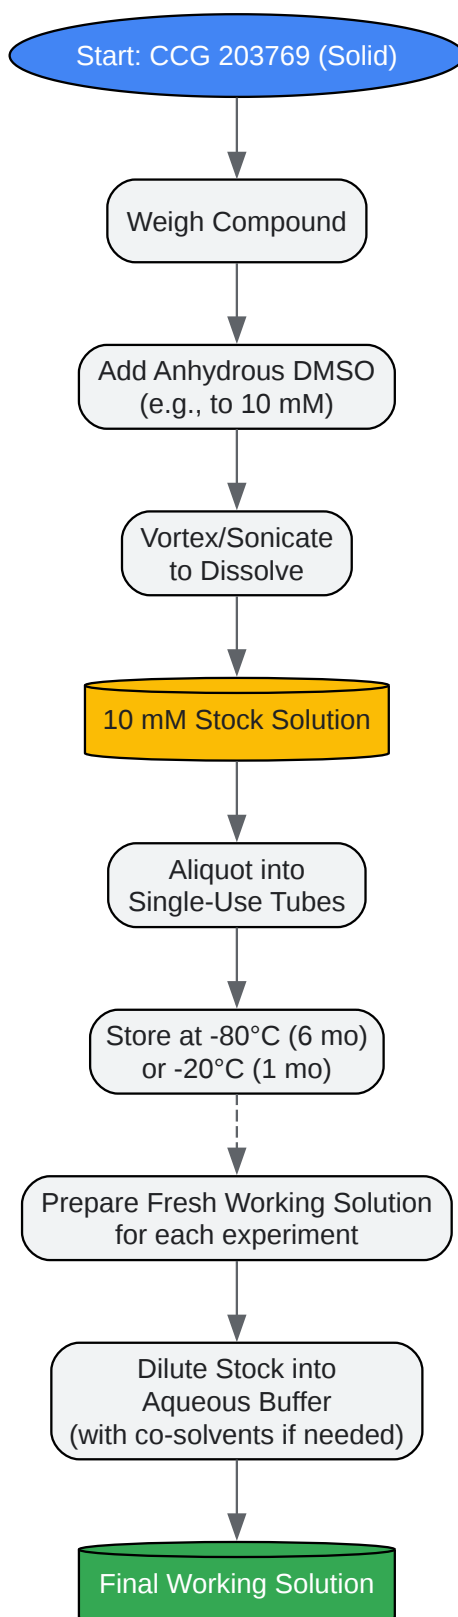 Start: CCG 203769 (Solid)
Weigh Compound
Add Anhydrous DMSO
(e.g., to 10 mM)
Vortex/Sonicate
to Dissolve
10 mM Stock Solution
Aliquot into
Single-Use Tubes
Store at -80°C (6 mo)
or -20°C (1 mo)
Prepare Fresh Working Solution
for each experiment
Dilute Stock into
Aqueous Buffer
(with co-solvents if needed)
Final Working Solution